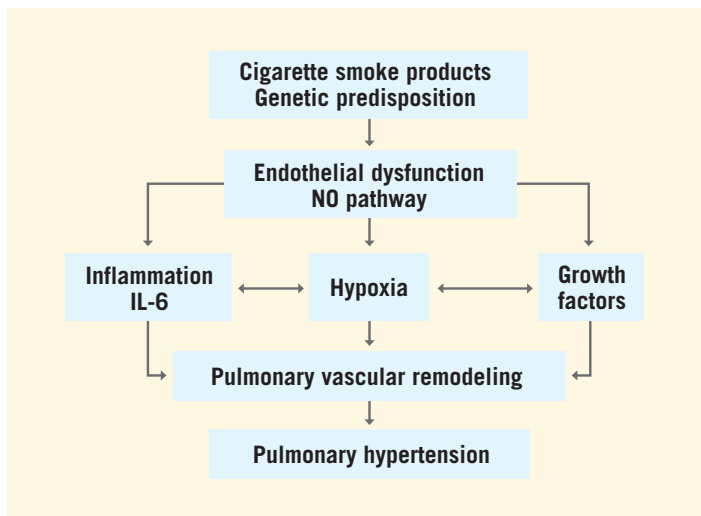 Cigarette smoke products
Genetic predisposition
Endothelial dysfunction
NO pathway
Inflammation
IL-6
Hypoxia
Growth
factors
Pulmonary vascular remodeling
Pulmonary hypertension